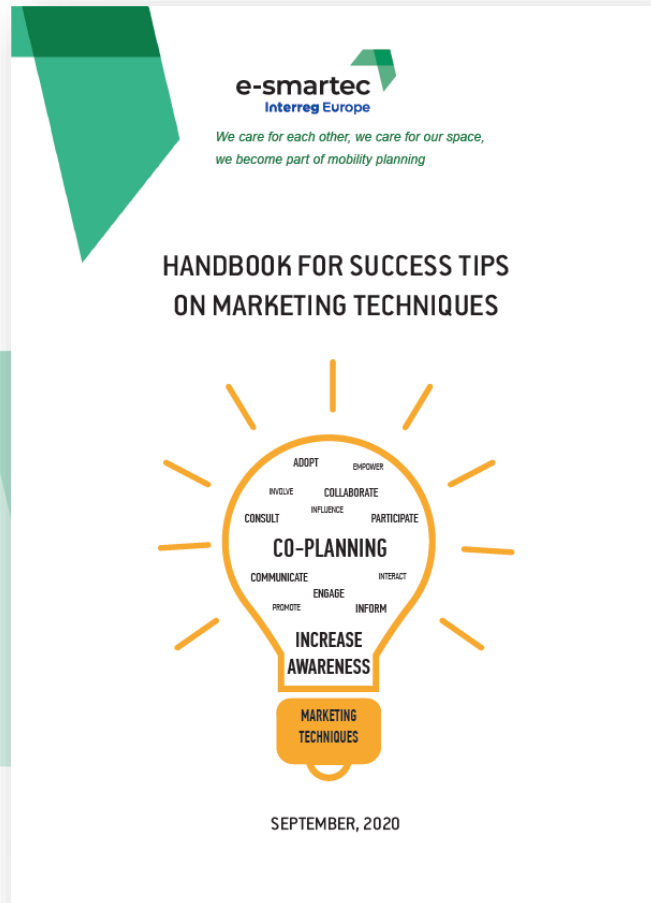 e-smartec
Interreg Europe
We care for each other, we care for our space,
we become part of mobility planning
HANDBOOK FOR SUCCESS TIPS
ON MARKETING TECHNIQUES
ADOPT
EMPOWER
INVOLVE
COLLABORATE
INFLUENCE
CONSULT
PARTICIPATE
CO-PLANNING
COMMUNICATE
INTERACT
ENGAGE
PROMOTE
INFORM
INCREASE
AWARENESS
MARKETING
TECHNIQUES
SEPTEMBER, 2020